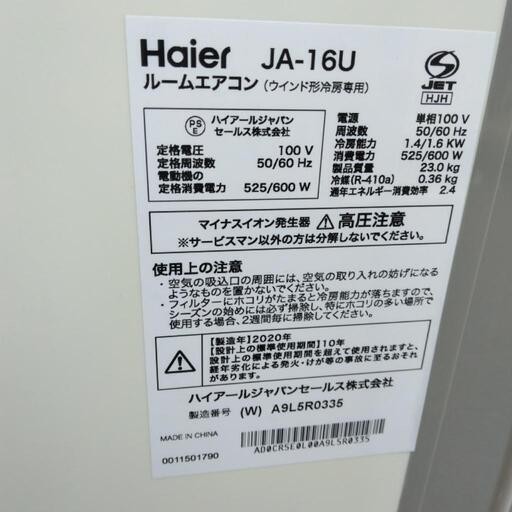 Haier JA-16U
ルームエアコン (ウインド形冷房専用)
S
JET
HJH
PS
E
ハイアールジャパン
セールス株式会社
定格電圧 100 V
定格周波数 50/60 Hz
電動機の
定格消費電力 525/600 W
電源 単相100 V
周波数 50/60 Hz
冷房能力 1.4/1.6 KW
消費電力 525/600 W
製品質量 23.0 kg
冷媒(R-410a) 0.36 kg
通年エネルギー消費効率 2.4
マイナスイオン発生器 高圧注意
※サービスマン以外の方は分解しないでください。
使用上の注意
・空気の吸込口の周囲には、空気の取り入れの妨げになる
ようなものを置かないでください。
・フィルターにホコリがたまると冷房能力が落ちますので、
シーズンの始めには必ず掃除し、特にホコリの多い場所で
使用する場合、2週間毎に掃除してください。
【製造年】2020年
【設計上の標準使用期間】10年
設計上の標準使用期間を超えて使用されますと、
経年劣化による発火・けが等の事故に至るおそれ
があります。
ハイアールジャパンセールス株式会社
製造番号 (W) A9L5R0335
MADE IN CHINA
AD0CRSE0L00A9L5R0335
0011501790